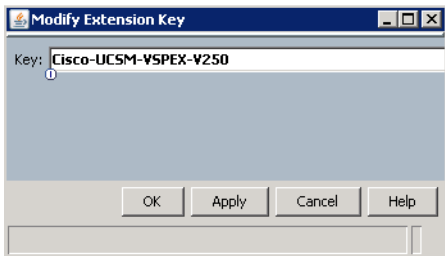 Modify Extension Key
Key: Cisco-UCSM-VSPEX-V250
OK Apply Cancel Help